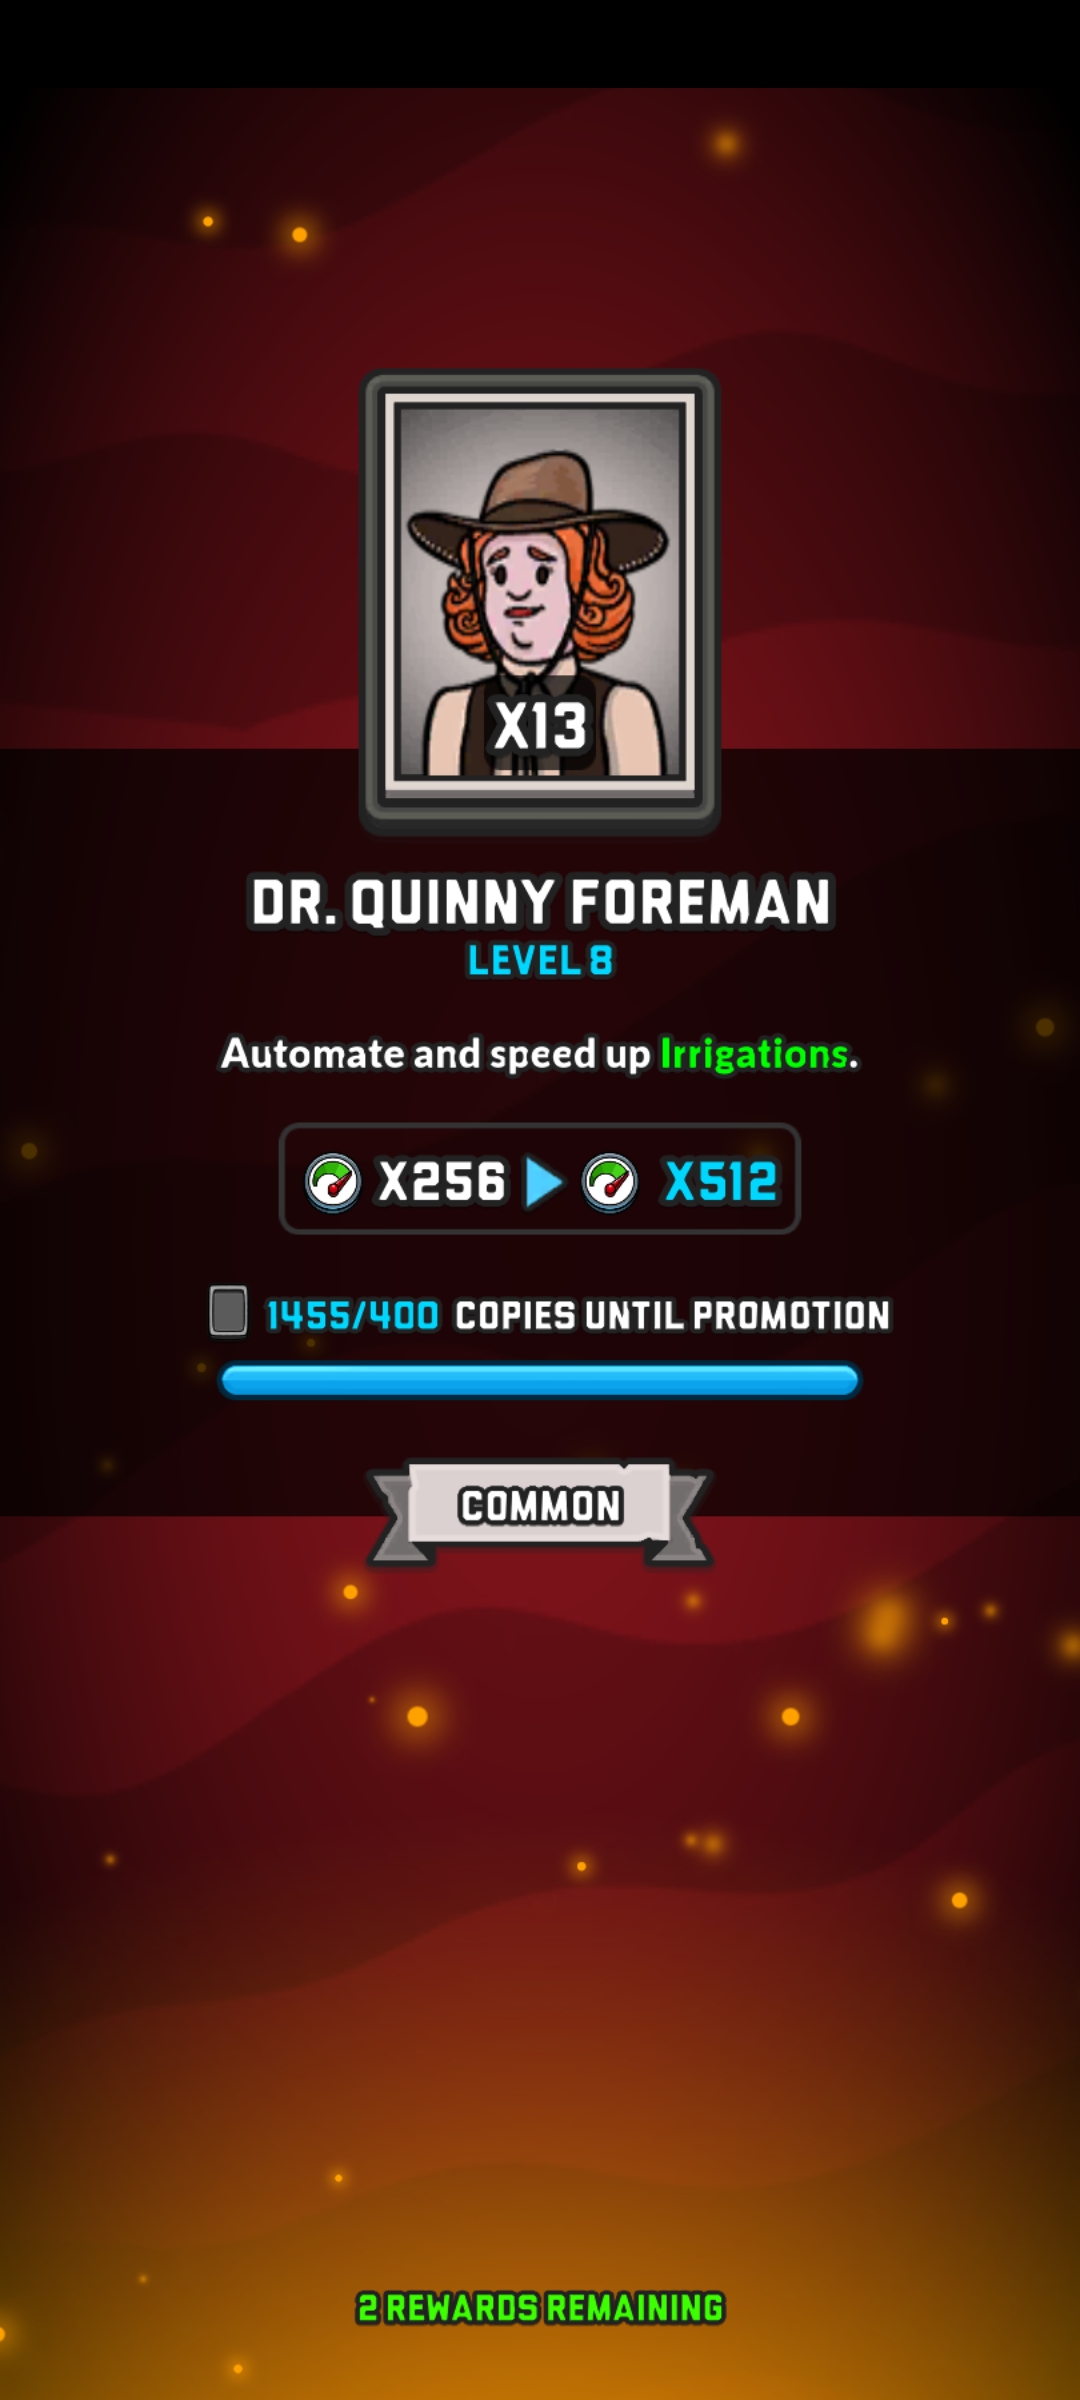 X13
DR. QUINNY FOREMAN
LEVEL 8
Automate and speed up Irrigations.
X256 X512
1455/400 COPIES UNTIL PROMOTION
COMMON
2 REWARDS REMAINING